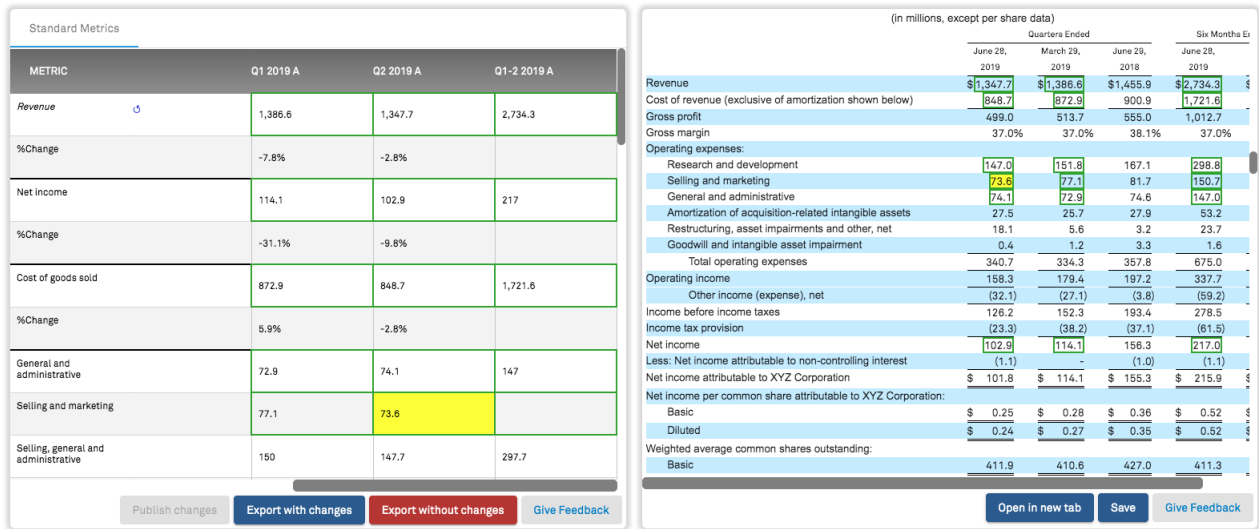 Standard Metrics
METRIC Q1 2019 A Q2 2019 A Q1-2 2019 A
Revenue 1,386.6 1,347.7 2,734.3
%Change -7.8% -2.8%
Net income 114.1 102.9 217
%Change -31.1% -9.8%
Cost of goods sold 872.9 848.7 1,721.6
%Change 5.9% -2.8%
General and
administrative 72.9 74.1 147
Selling and marketing 77.1 73.6
Selling, general and
administrative 150 147.7 297.7
Publish changes Export with changes Export without changes Give Feedback
(in millions, except per share data)
Quarters Ended Six Months
June 28, March 29, June 29, June 28,
2019 2019 2018 2019
Revenue $1,347.7 $1,386.6 $1,455.9 $2,734.3 $
Cost of revenue (exclusive of amortization shown below) 848.7 872.9 900.9 1,721.6
Gross profit 499.0 513.7 555.0 1,012.7
Gross margin 37.0% 37.0% 38.1% 37.0%
Operating expenses:
Research and development 147.0 151.8 167.1 298.8
Selling and marketing 73.6 77.1 81.7 150.7
General and administrative 74.1 72.9 74.6 147.0
Amortization of acquisition-related intangible assets 27.5 25.7 27.9 53.2
Restructuring, asset impairments and other, net 18.1 5.6 3.2 23.7
Goodwill and intangible asset impairment 0.4 1.2 3.3 1.6
Total operating expenses 340.7 334.3 357.8 675.0
Operating income 158.3 179.4 197.2 337.7
Other income (expense), net (32.1) (27.1) (3.8) (59.2)
Income before income taxes 126.2 152.3 193.4 278.5
Income tax provision (23.3) (38.2) (37.1) (61.5)
Net income 102.9 114.1 156.3 217.0
Less: Net income attributable to non-controlling interest (1.1) - (1.0) (1.1)
Net income attributable to XYZ Corporation $ 101.8 $ 114.1 $ 155.3 $ 215.9 $
Net income per common share attributable to XYZ Corporation:
Basic $ 0.25 $ 0.28 $ 0.36 $ 0.52 $
Diluted $ 0.24 $ 0.27 $ 0.35 $ 0.52 $
Weighted average common shares outstanding:
Basic 411.9 410.6 427.0 411.3
Open in new tab Save Give Feedback